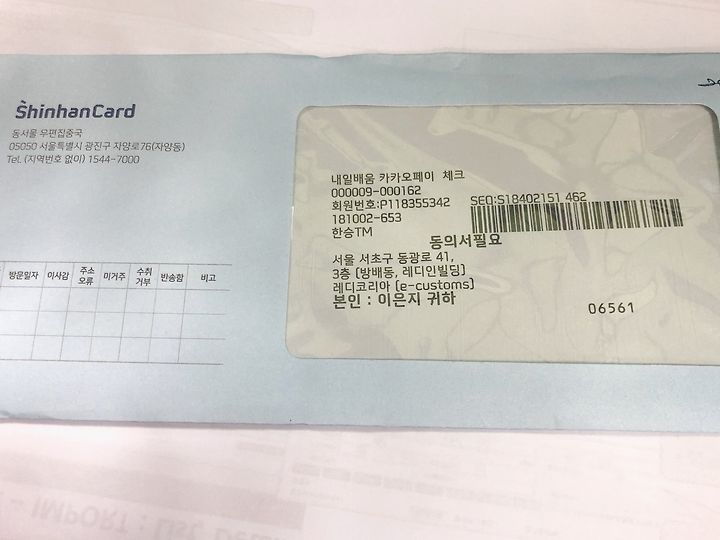 ShinhanCard
동서울 우편집중국
05050 서울특별시 광진구 자양로76(자양동)
Tel. (지역번호 없이) 1544-7000
방문일자 이사감 주소오류 미거주 수취거부 반송함 비고
내일배움 카카오페이 체크
000009-000162
회원번호:P118355342 SEQ:S18402151 462
181002-653
한승TM
동의서필요
서울 서초구 동광로 41,
3층 (방배동, 레디인빌딩)
레디코리아 (e-customs)
본인 : 이은지 귀하
06561